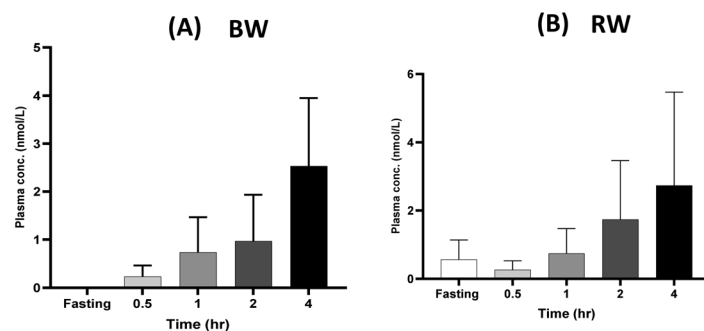 (A) BW
Plasma conc. (nmol/L)
5
4
3
2
1
0
Fasting 0.5 1 2 4
Time (hr)
(B) RW
Plasma conc. (nmol/L)
6
4
2
0
Fasting 0.5 1 2 4
Time (hr)